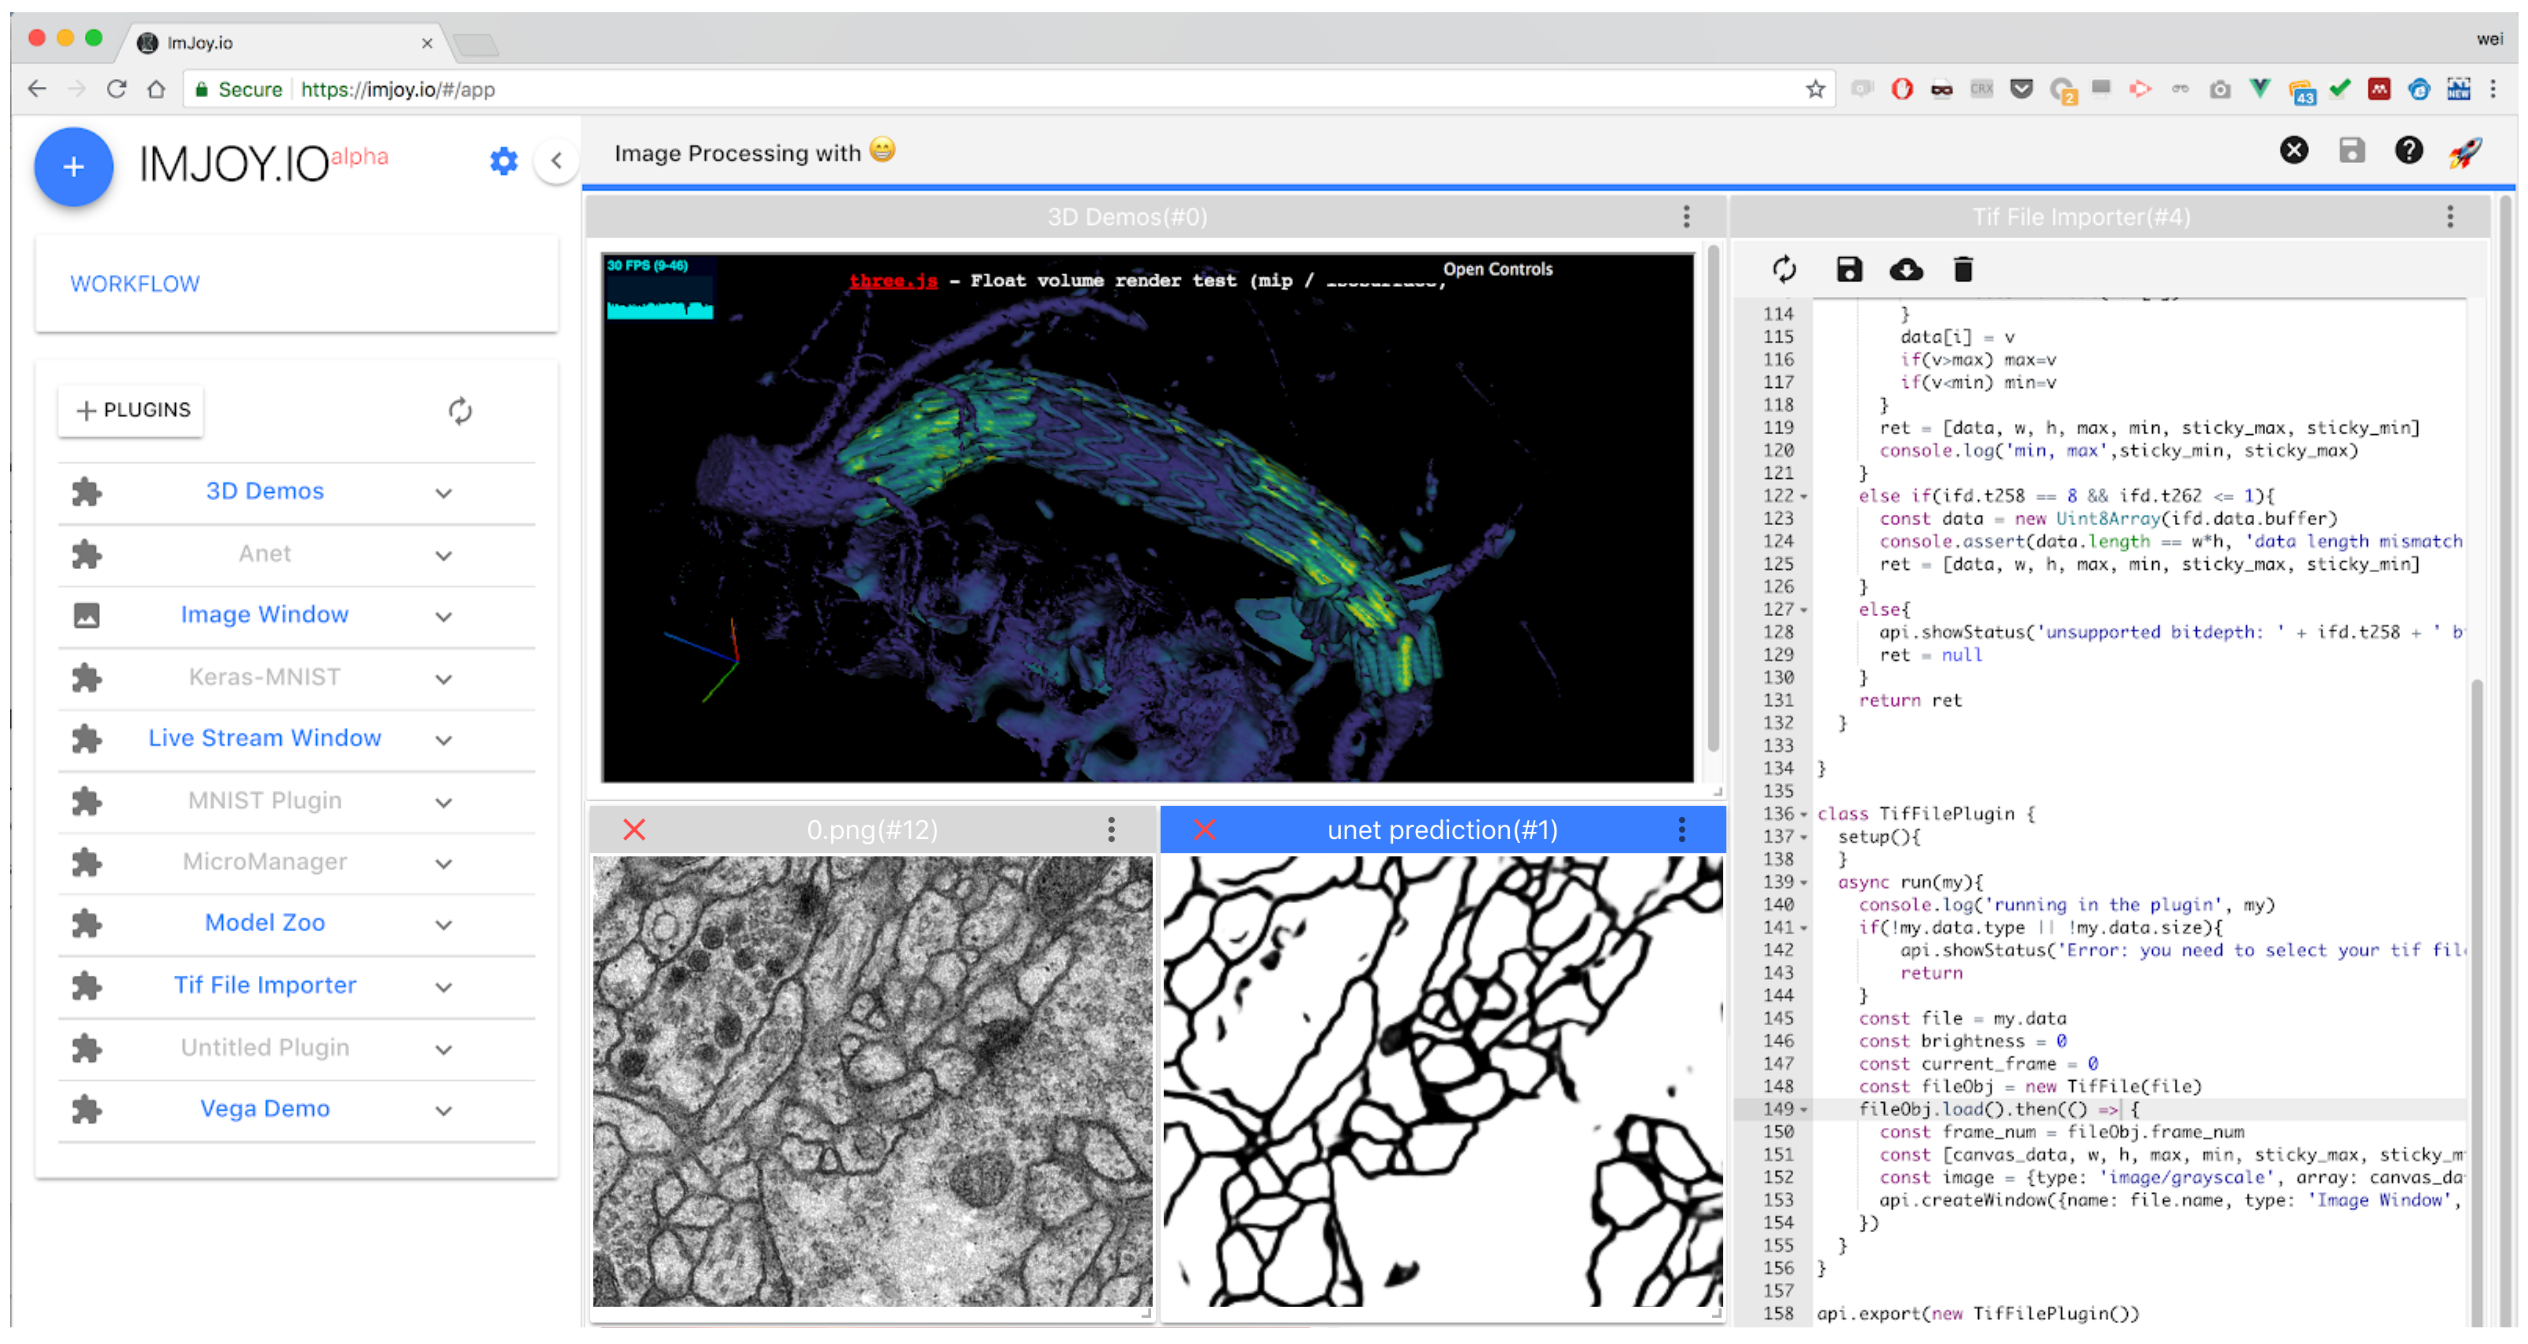 ImJoy.io
wei
Secure https://imjoy.io/#/app
CRX
2
43
NEW
IMJOY.IO alpha
WORKFLOW
PLUGINS
3D Demos
Anet
Image Window
Keras-MNIST
Live Stream Window
MNIST Plugin
MicroManager
Model Zoo
Tif File Importer
Untitled Plugin
Vega Demo
Image Processing with 😄
3D Demos(#0)
30 FPS (9-46)
three.js - Float volume render test (mip /
Open Controls
0.png(#12)
unet prediction(#1)
Tif File Importer(#4)
114 }
115 data[i] = v
116 if(v>max) max=v
117 if(v<min) min=v
118 }
119 ret = [data, w, h, max, min, sticky_max, sticky_min]
120 console.log('min, max',sticky_min, sticky_max)
121 }
122 else if(ifd.t258 == 8 && ifd.t262 <= 1){
123 const data = new Uint8Array(ifd.data.buffer)
124 console.assert(data.length == w*h, 'data length mismatch
125 ret = [data, w, h, max, min, sticky_max, sticky_min]
126 }
127 else{
128 api.showStatus('unsupported bitdepth: ' + ifd.t258 + ' b
129 ret = null
130 }
131 return ret
132 }
133
134 }
135
136 class TifFilePlugin {
137 setup(){
138 }
139 async run(my){
140 console.log('running in the plugin', my)
141 if(!my.data.type || !my.data.size){
142 api.showStatus('Error: you need to select your tif fil
143 return
144 }
145 const file = my.data
146 const brightness = 0
147 const current_frame = 0
148 const fileObj = new TifFile(file)
149 fileObj.load().then(() => {
150 const frame_num = fileObj.frame_num
151 const [canvas_data, w, h, max, min, sticky_max, sticky_m
152 const image = {type: 'image/grayscale', array: canvas_da
153 api.createWindow({name: file.name, type: 'Image Window',
154 })
155 }
156 }
157
158 api.export(new TifFilePlugin())